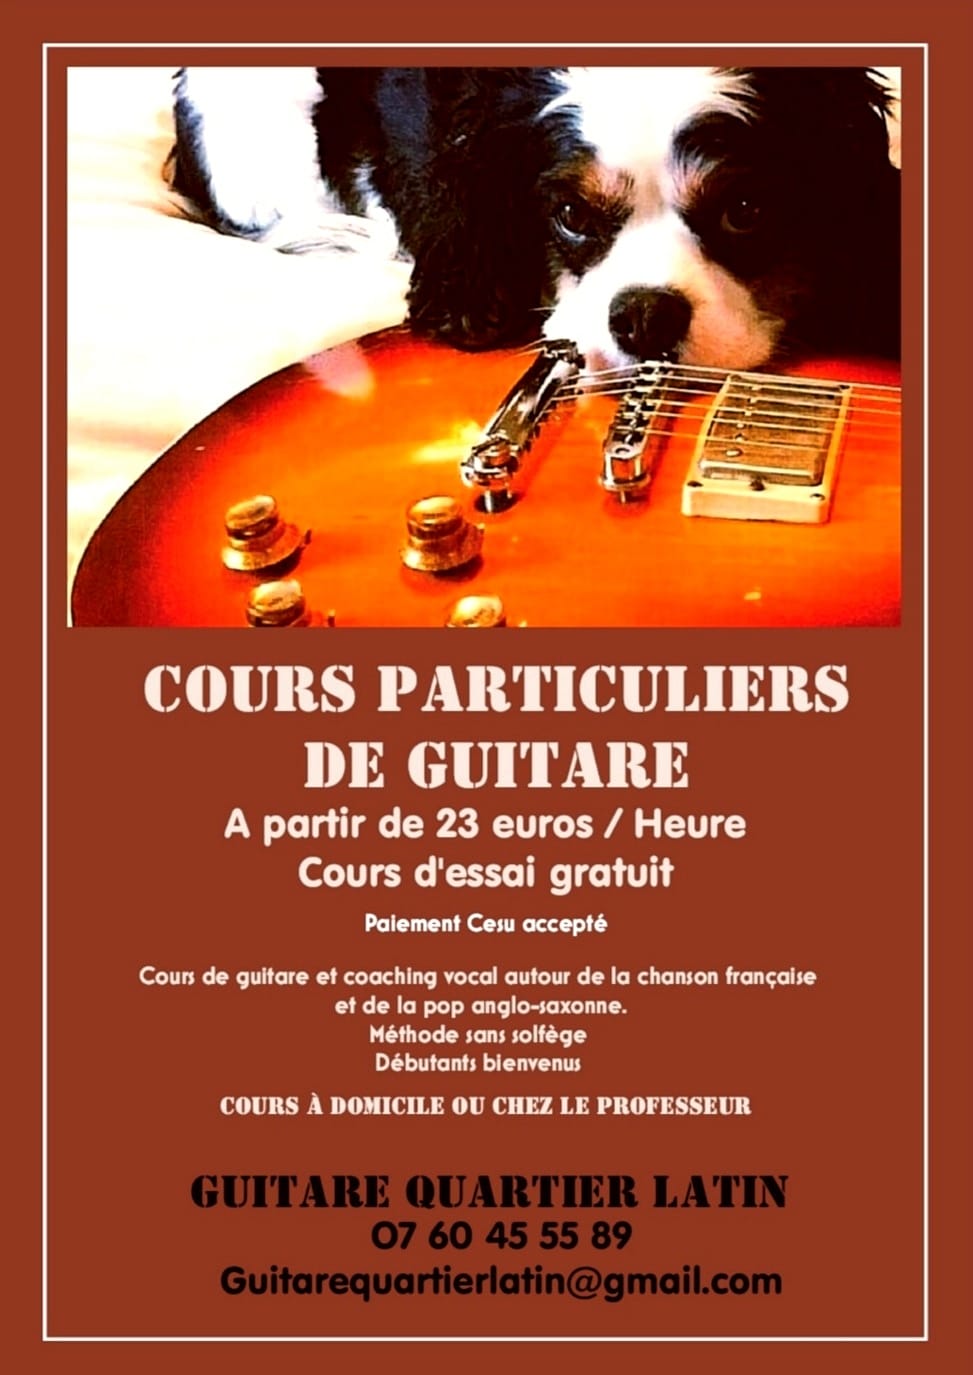 COURS PARTICULIERS
DE GUITARE
A partir de 23 euros / Heure
Cours d'essai gratuit
Paiement Cesu accepté
Cours de guitare et coaching vocal autour de la chanson française
et de la pop anglo-saxonne.
Méthode sans solfège
Débutants bienvenus
COURS À DOMICILE OU CHEZ LE PROFESSEUR
GUITARE QUARTIER LATIN
07 60 45 55 89
Guitarequartierlatin@gmail.com